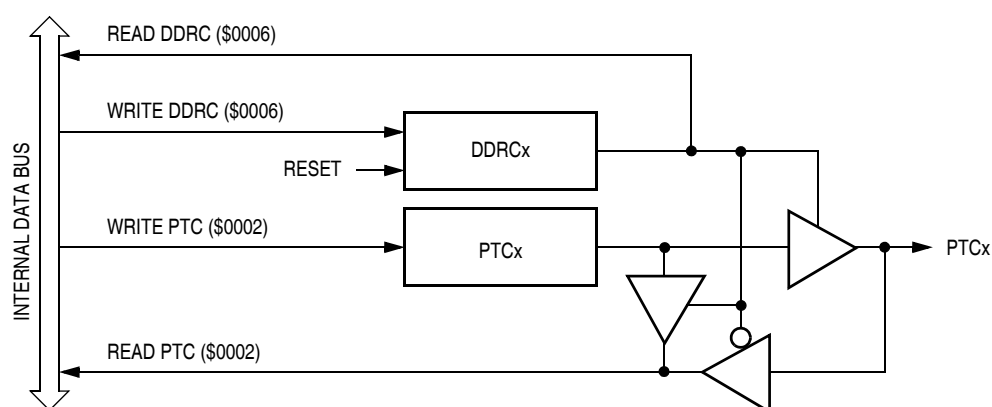 READ DDRC ($0006)
WRITE DDRC ($0006)
DDRCx
RESET
INTERNAL DATA BUS
WRITE PTC ($0002)
PTCx
PTCx
READ PTC ($0002)